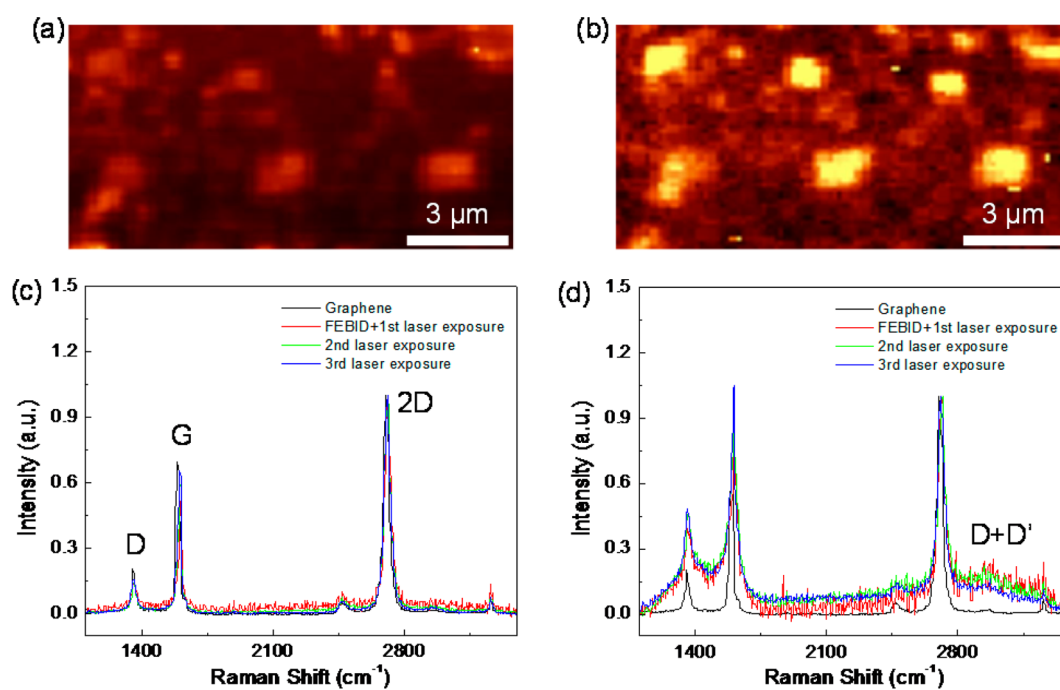 (a)
3 μm
(b)
3 μm
(c)
1.5
1.2
0.9
0.6
0.3
0.0
Intensity (a.u.)
Graphene
FEBID+1st laser exposure
2nd laser exposure
3rd laser exposure
D
G
2D
1400
2100
2800
Raman Shift (cm⁻¹)
(d)
1.5
1.2
0.9
0.6
0.3
0.0
Intensity (a.u.)
Graphene
FEBID+1st laser exposure
2nd laser exposure
3rd laser exposure
D+D'
1400
2100
2800
Raman Shift (cm⁻¹)